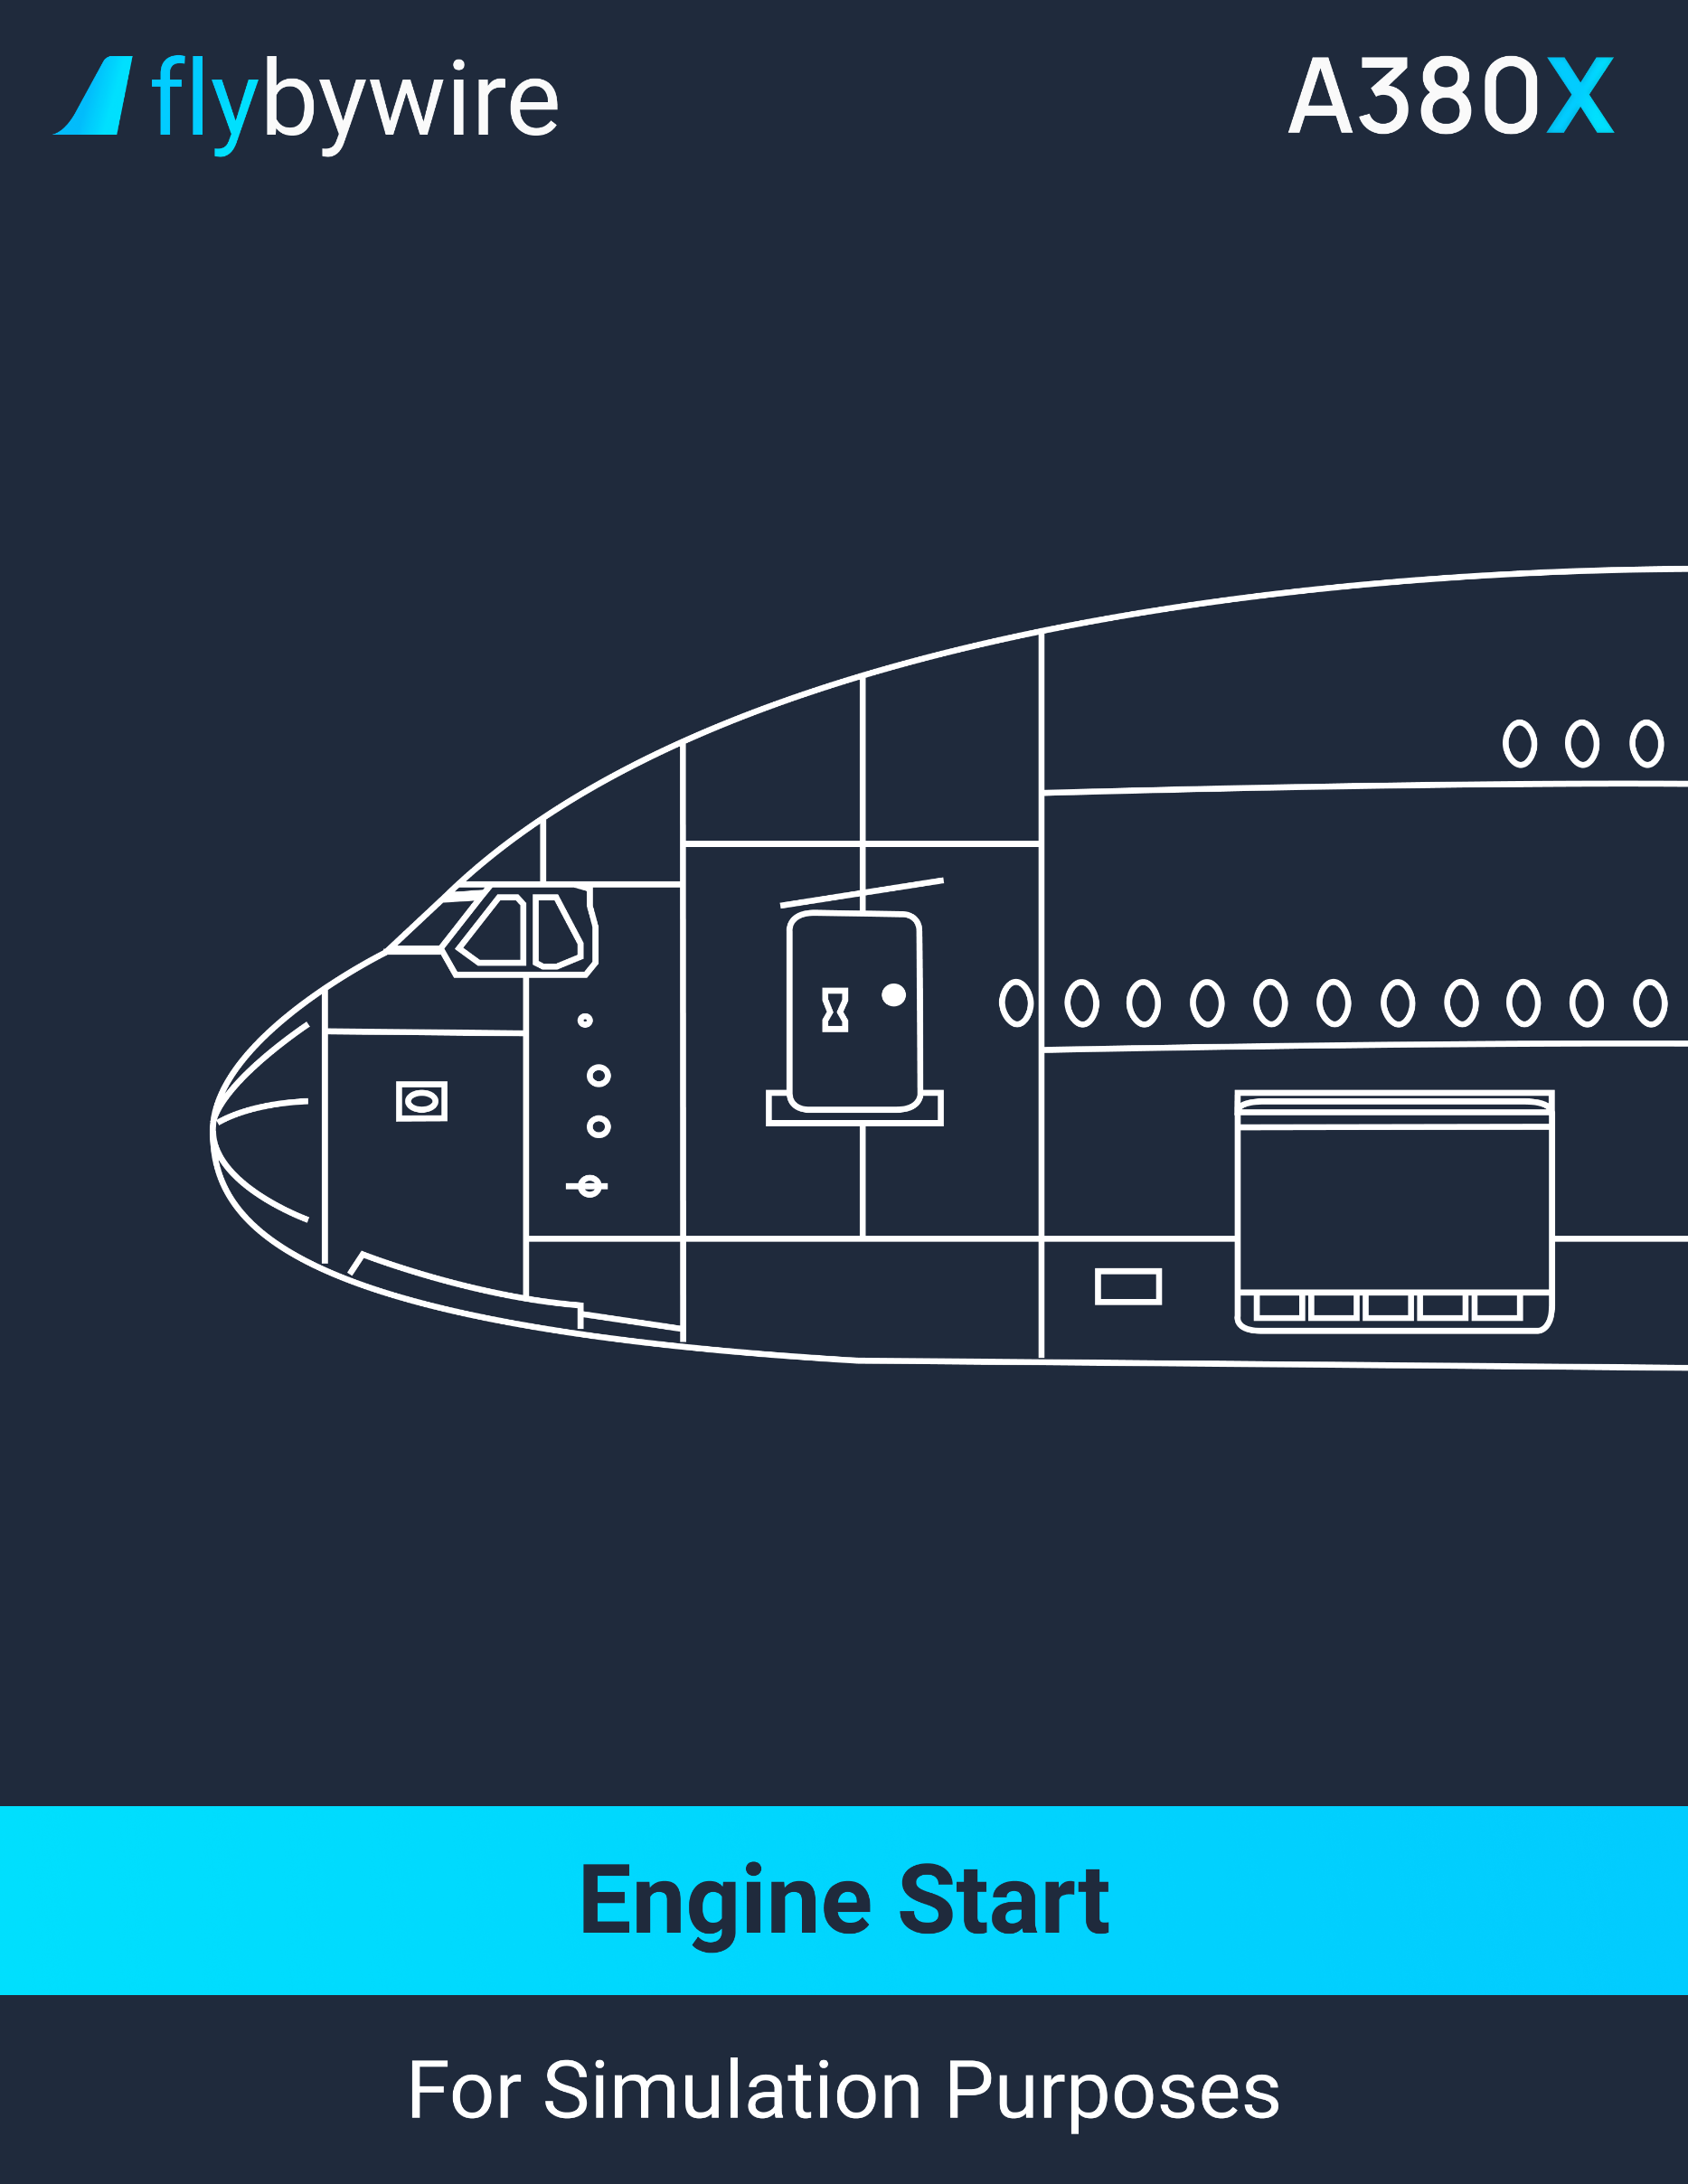 flybywire
A380X
Engine Start
For Simulation Purposes